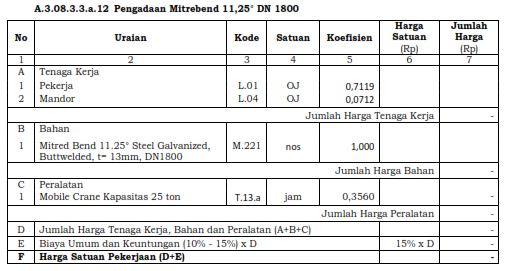 A.3.08.3.3.a.12 Pengadaan Mitrebend 11,25° DN 1800
No Uraian Kode Satuan Koefisien Harga Satuan (Rp) Jumlah Harga (Rp)
1 2 3 4 5 6 7
A Tenaga Kerja
1 Pekerja L.01 OJ 0,7119
2 Mandor L.04 OJ 0,0712
Jumlah Harga Tenaga Kerja -
B Bahan
1 Mitred Bend 11.25° Steel Galvanized, M.221 nos 1,000
Buttwelded, t= 13mm, DN1800
Jumlah Harga Bahan -
C Peralatan
1 Mobile Crane Kapasitas 25 ton T.13.a jam 0,3560
Jumlah Harga Peralatan -
D Jumlah Harga Tenaga Kerja, Bahan dan Peralatan (A+B+C) -
E Biaya Umum dan Keuntungan (10% - 15%) x D 15% x D -
F Harga Satuan Pekerjaan (D+E) -